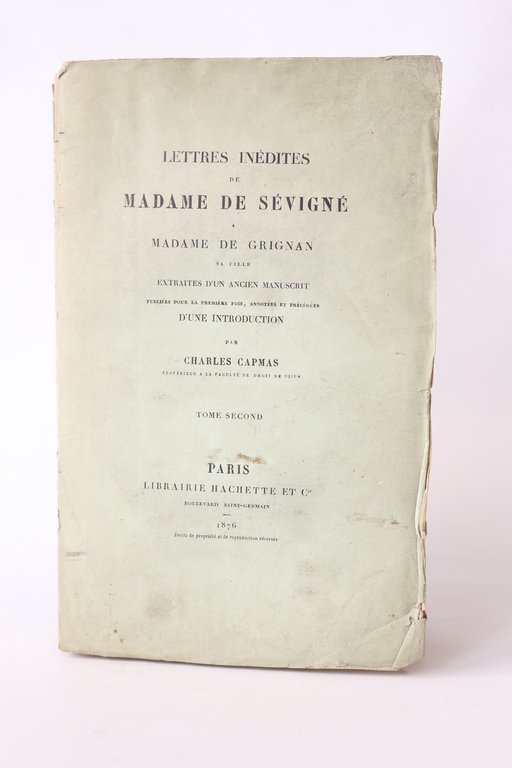 LETTRES INÉDITES
DE
MADAME DE SÉVIGNÉ
A
MADAME DE GRIGNAN
SA FILLE
EXTRAITES D'UN ANCIEN MANUSCRIT
PUBLIÉES POUR LA PREMIÈRE FOIS, ANNOTÉES ET PRÉCÉDÉES
D'UNE INTRODUCTION
PAR
CHARLES CAPMAS
PROFESSEUR A LA FACULTÉ DE DROIT DE DIJON
TOME SECOND
PARIS
LIBRAIRIE HACHETTE ET Cie
BOULEVARD SAINT-GERMAIN
1876
Droits de propriété et de reproduction réservés